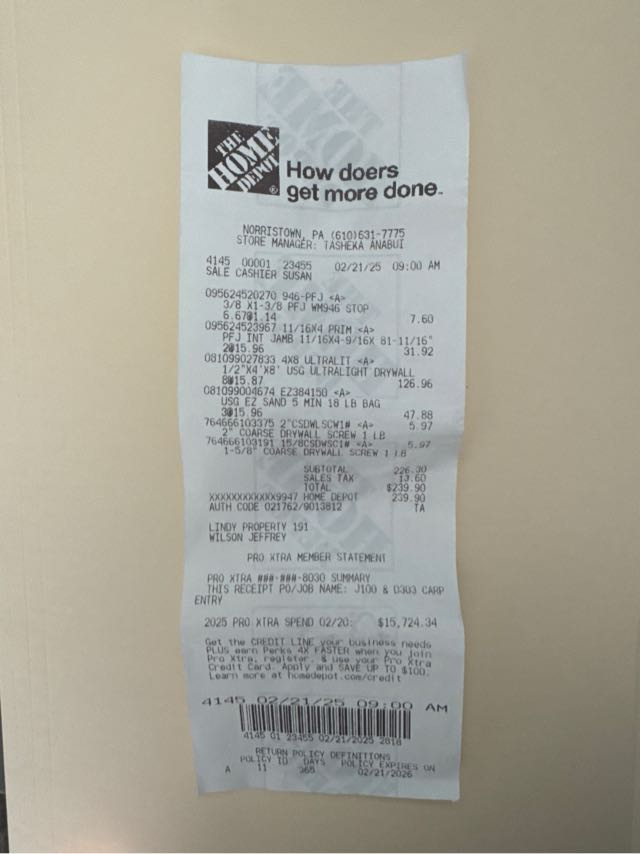 THE HOME DEPOT®
How doers
get more done™
NORRISTOWN, PA (610)631-7775
STORE MANAGER: TASHEKA ANABUI
4145 00001 23455 02/21/25 09:00 AM
SALE CASHIER SUSAN
095624520270 946-PFJ <A>
3/8 X1-3/8 PFJ WM946 STOP
6.67@1.14 7.60
095624523967 11/16X4 PRIM <A>
PFJ INT JAMB 11/16X4-9/16X 81-11/16"
2@15.96 31.92
081099027833 4X8 ULTRALIT <A>
1/2"X4'X8' USG ULTRALIGHT DRYWALL
8@15.87 126.96
081099004674 EZ384150 <A>
USG EZ SAND 5 MIN 18 LB BAG
3@15.96 47.88
764666103375 2"CSDWLSCW1# <A> 5.97
2" COARSE DRYWALL SCREW 1 LB
764666103191 15/8CSDWSC1# <A> 5.97
1-5/8" COARSE DRYWALL SCREW 1 LB
SUBTOTAL 226.30
SALES TAX 13.60
TOTAL $239.90
XXXXXXXXXXXX9947 HOME DEPOT 239.90
AUTH CODE 021762/9013812 TA
LINDY PROPERTY 191
WILSON JEFFREY
PRO XTRA MEMBER STATEMENT
PRO XTRA ###-###-8030 SUMMARY
THIS RECEIPT PO/JOB NAME: J100 & D303 CARP
ENTRY
2025 PRO XTRA SPEND 02/20: $15,724.34
Get the CREDIT LINE your business needs
PLUS earn Perks 4X FASTER when you join
Pro Xtra, register, & use your Pro Xtra
Credit Card. Apply and SAVE UP TO $100.
Learn more at homedepot.com/credit
4145 02/21/25 09:00 AM
4145 01 23455 02/21/2025 2818
RETURN POLICY DEFINITIONS
POLICY ID DAYS POLICY EXPIRES ON
A 11 365 02/21/2026